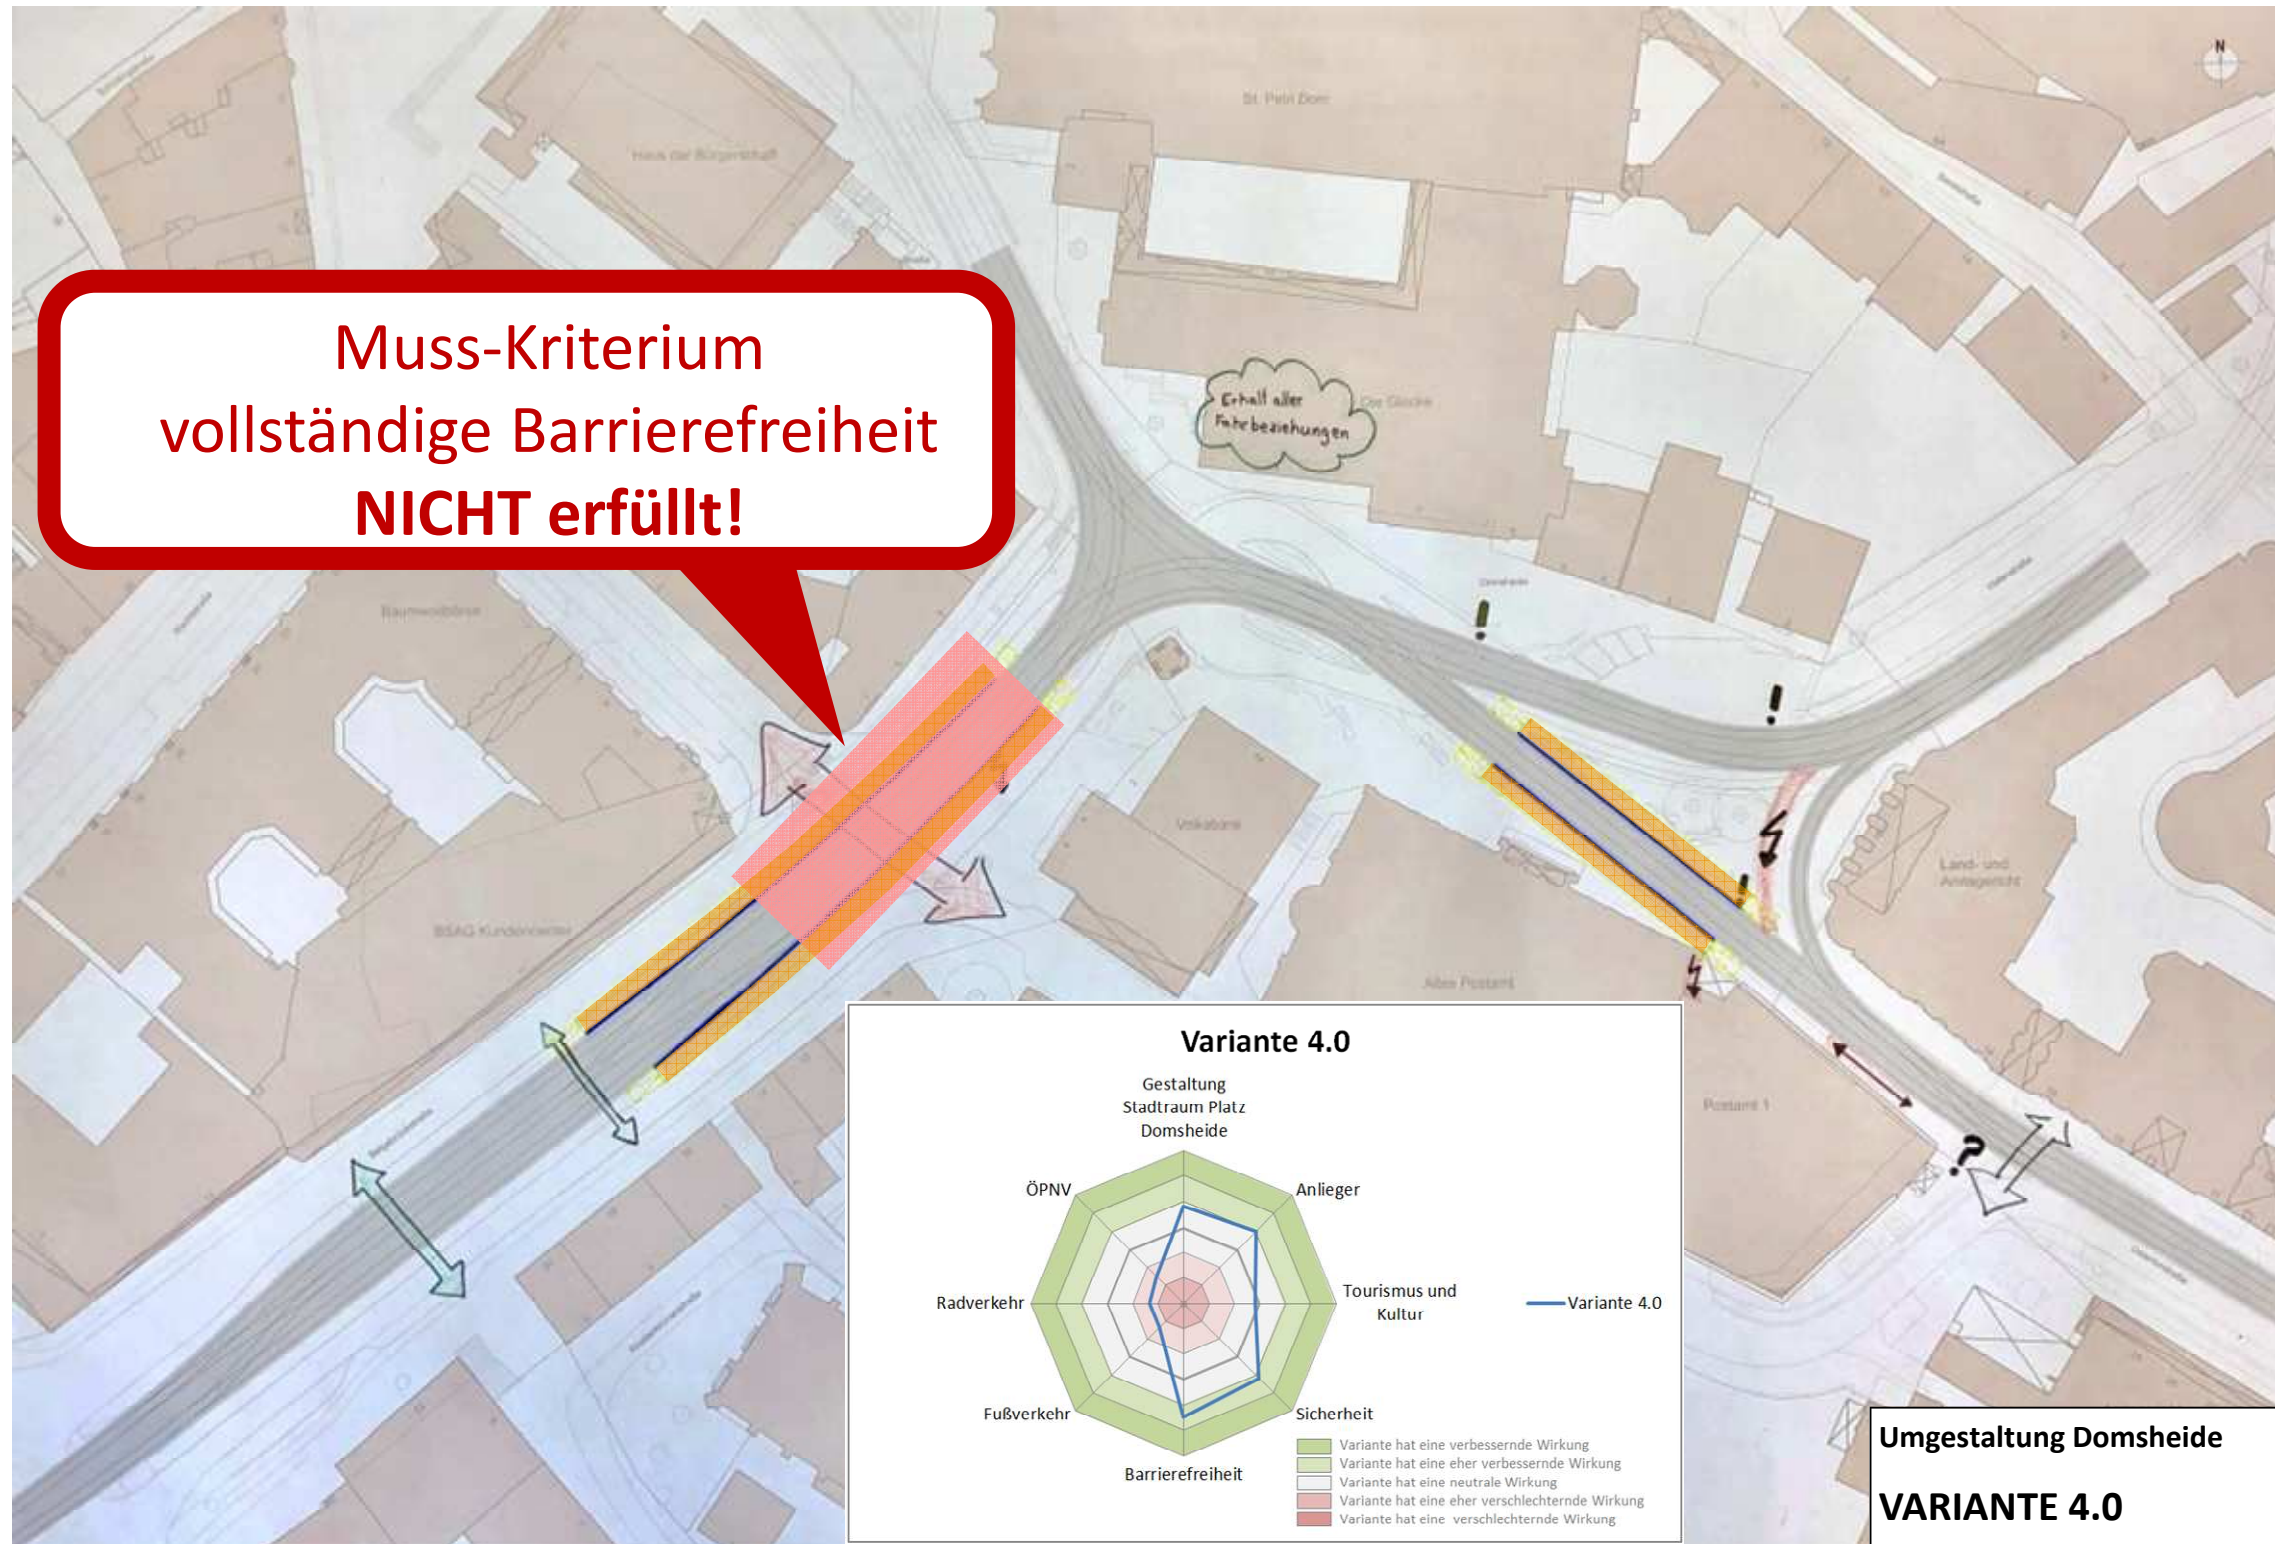 N
St. Petri Dom
Haus der Bürgerschaft
Muss-Kriterium
vollständige Barrierefreiheit
NICHT erfüllt!
Erhalt aller
Fahrbeziehungen
Die Glocke
Domsheide
Baumwollbörse
!
!
Volksbank
Land- und
Amtsgericht
BSAG Kundencenter
Altes Postamt
Postamt 1
?
Variante 4.0
Gestaltung
Stadtraum Platz
Domsheide
ÖPNV
Anlieger
Radverkehr
Tourismus und
Kultur
Variante 4.0
Fußverkehr
Sicherheit
Barrierefreiheit
Variante hat eine verbessernde Wirkung
Variante hat eine eher verbessernde Wirkung
Variante hat eine neutrale Wirkung
Variante hat eine eher verschlechternde Wirkung
Variante hat eine verschlechternde Wirkung
Umgestaltung Domsheide
VARIANTE 4.0